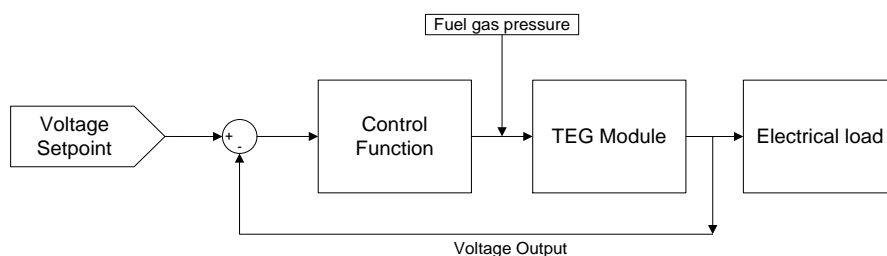 Fuel gas pressure
Voltage
Setpoint
+
-
Control
Function
TEG Module
Electrical load
Voltage Output